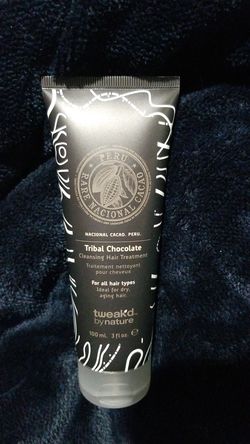 PERU
RARE NACIONAL CACAO
NACIONAL CACAO. PERU.
Tribal Chocolate
Cleansing Hair Treatment
Traitement nettoyant
pour cheveux
For all hair types
Ideal for dry,
aging hair.
tweak'd™
bynature
100 mL 3 fl oz. ℮